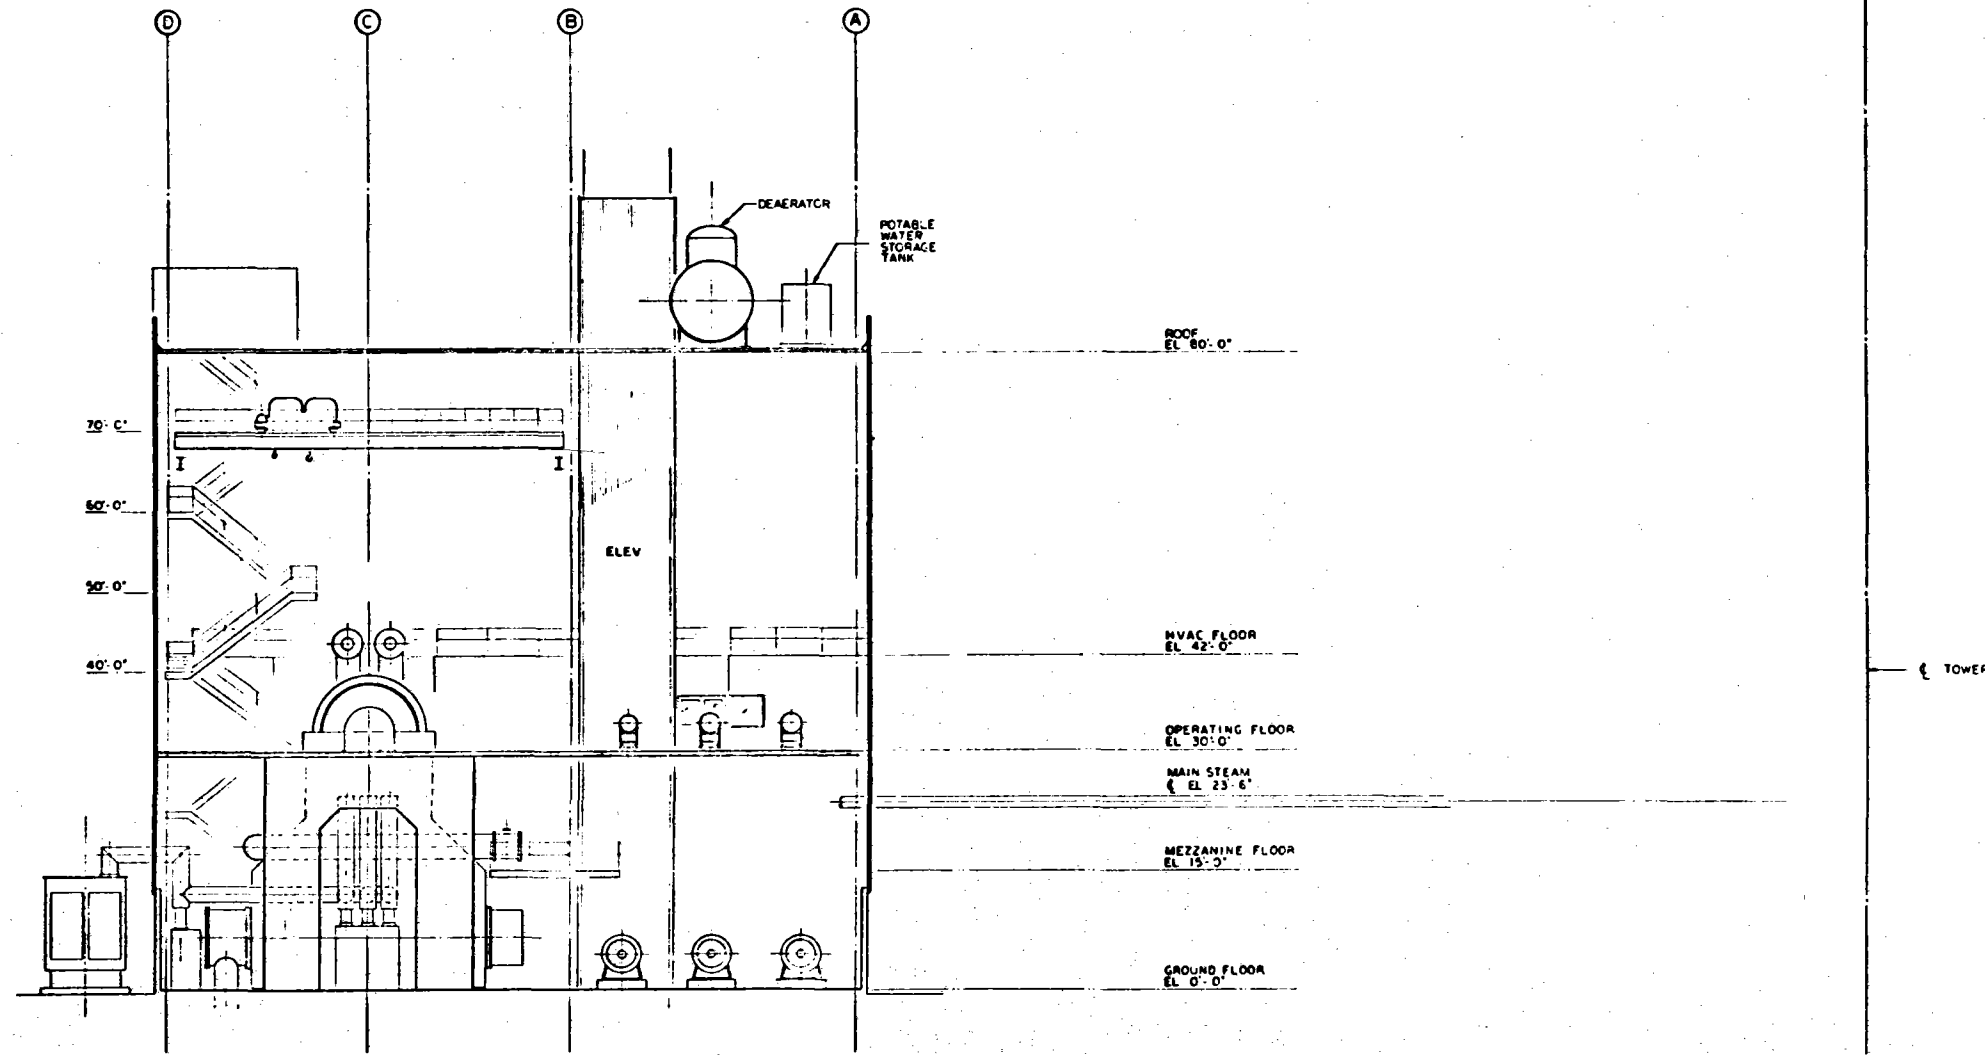 D C B A
DEAERATOR
POTABLE
WATER
STORAGE
TANK
ROOF
EL 80'-0"
70'-0"
I I
60'-0"
ELEV
50'-0"
HVAC FLOOR
EL 42'-0"
40'-0"
℄ TOWER
OPERATING FLOOR
EL 30'-0"
MAIN STEAM
℄ EL 23'-6"
MEZZANINE FLOOR
EL 15'-0"
GROUND FLOOR
EL 0'-0"